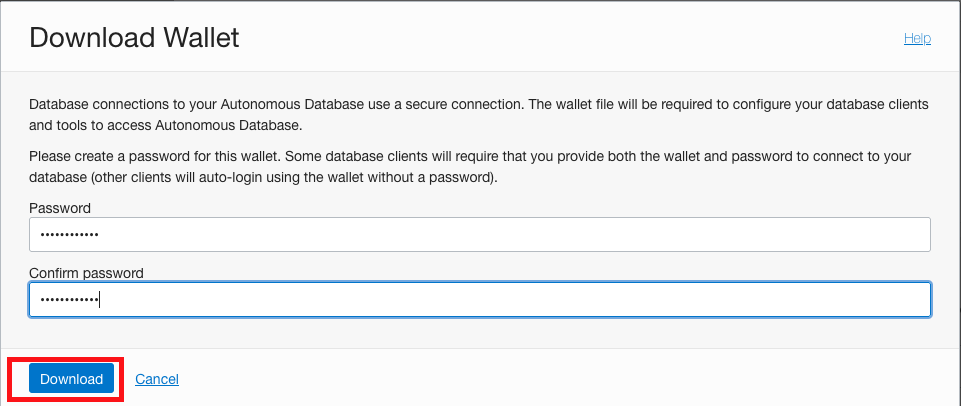 Download Wallet
Help
Database connections to your Autonomous Database use a secure connection. The wallet file will be required to configure your database clients
and tools to access Autonomous Database.
Please create a password for this wallet. Some database clients will require that you provide both the wallet and password to connect to your
database (other clients will auto-login using the wallet without a password).
Password
••••••••••••
Confirm password
••••••••••••
Download
Cancel